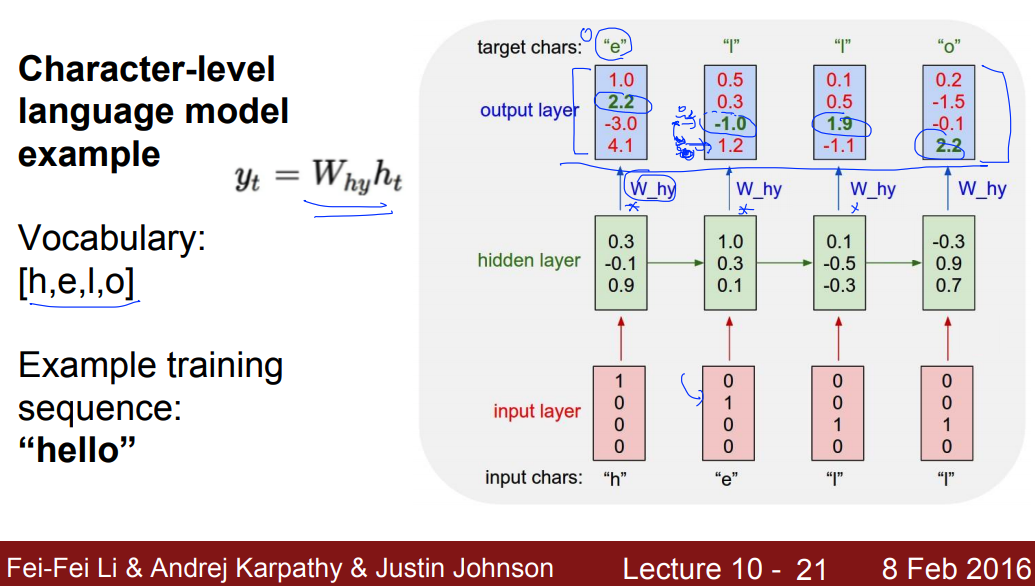 Character-level
language model
example
y_t = W_hy h_t
Vocabulary:
[h,e,l,o]
Example training
sequence:
“hello”
target chars: “e” “l” “l” “o”
output layer
1.0 0.5 0.1 0.2
2.2 0.3 0.5 -1.5
-3.0 -1.0 1.9 -0.1
4.1 1.2 -1.1 2.2
W_hy W_hy W_hy W_hy
hidden layer
0.3 1.0 0.1 -0.3
-0.1 0.3 -0.5 0.9
0.9 0.1 -0.3 0.7
input layer
1 0 0 0
0 1 0 0
0 0 1 1
0 0 0 0
input chars: “h” “e” “l” “l”
Fei-Fei Li & Andrej Karpathy & Justin Johnson Lecture 10 - 21 8 Feb 2016